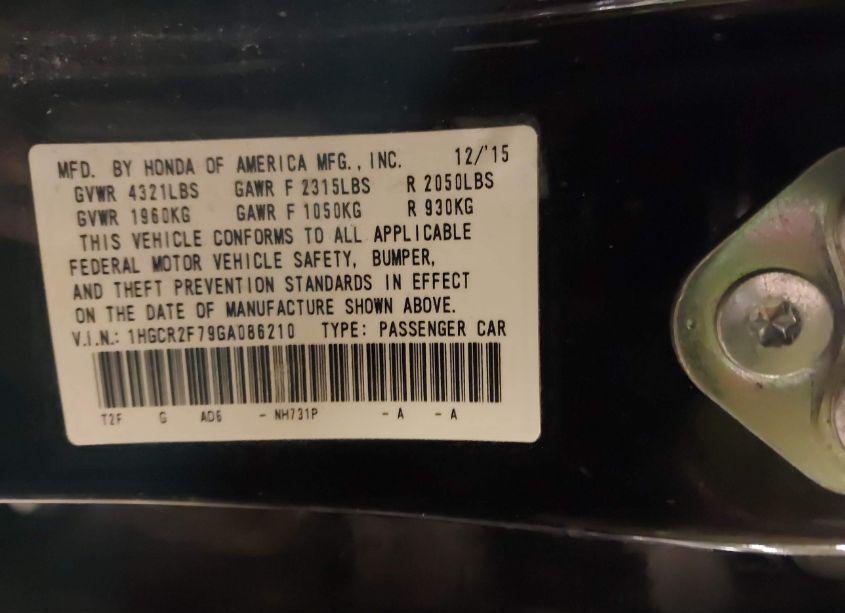 MFD. BY HONDA OF AMERICA MFG., INC. 12/'15
GVWR 4321LBS GAWR F 2315LBS R 2050LBS
GVWR 1960KG GAWR F 1050KG R 930KG
THIS VEHICLE CONFORMS TO ALL APPLICABLE
FEDERAL MOTOR VEHICLE SAFETY, BUMPER,
AND THEFT PREVENTION STANDARDS IN EFFECT
ON THE DATE OF MANUFACTURE SHOWN ABOVE.
V.I.N.: 1HGCR2F79GA086210 TYPE: PASSENGER CAR
T2F G AD6 - NH731P - A - A